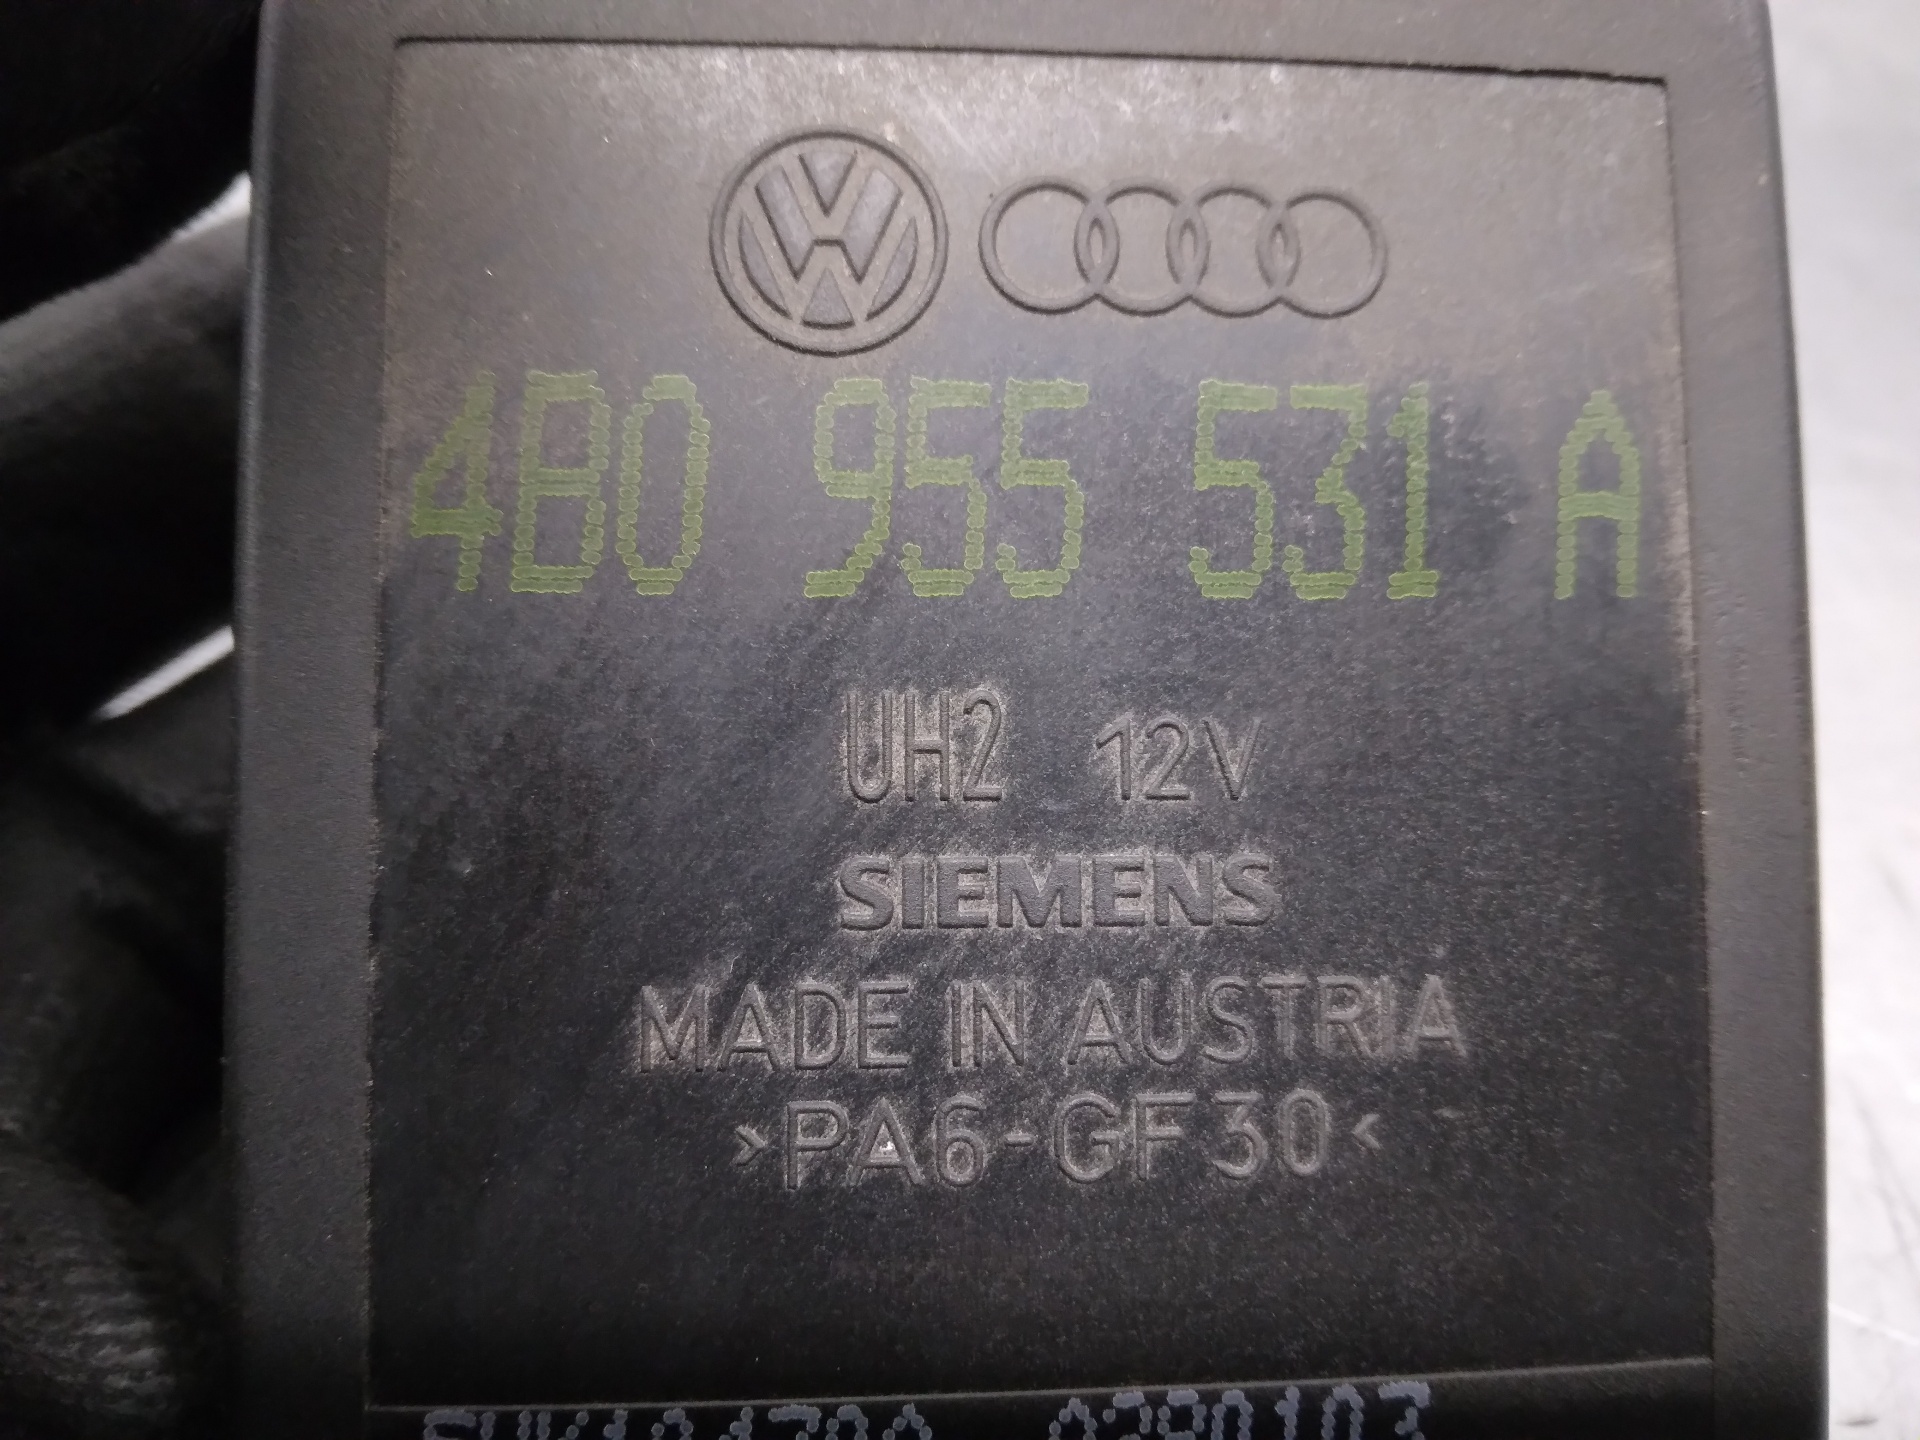 4B0 955 531 A
UH2 12V
SIEMENS
MADE IN AUSTRIA
>PA6-GF30<